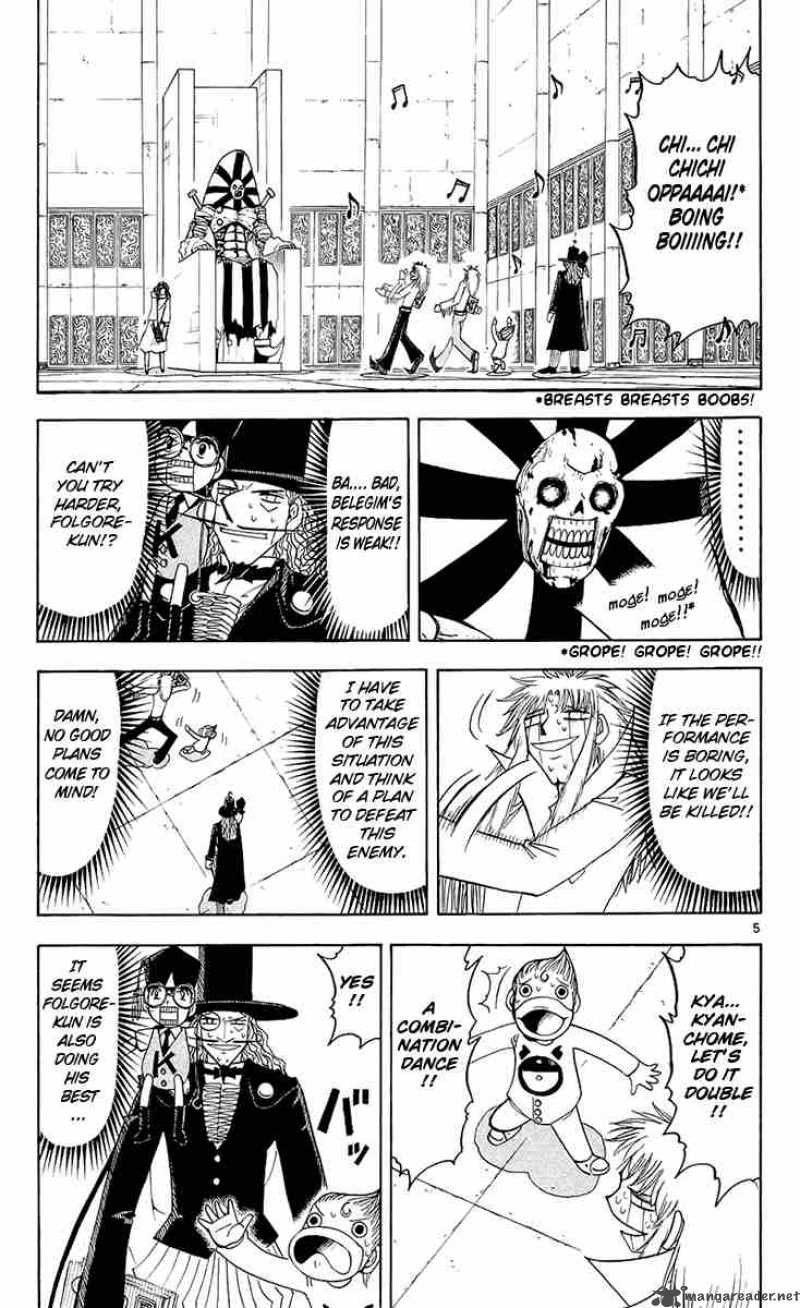 CHI... CHI
CHICHI
OPPAAAAI!*
BOING
BOIIIING!!
*BREASTS BREASTS BOOBS!
.........
moge! moge!
moge!!*
*GROPE! GROPE! GROPE!!
BA.... BAD,
BELEGIM'S
RESPONSE
IS WEAK!!
CAN'T
YOU TRY
HARDER,
FOLGORE-
KUN!?
K
IF THE PER-
FORMANCE
IS BORING,
IT LOOKS
LIKE WE'LL
BE KILLED!!
I HAVE
TO TAKE
ADVANTAGE
OF THIS
SITUATION
AND THINK
OF A PLAN
TO DEFEAT
THIS
ENEMY.
DAMN,
NO GOOD
PLANS
COME TO
MIND!
5
KYA...
KYAN-
CHOME,
LET'S
DO IT
DOUBLE
!!
A
COMBI-
NATION
DANCE
!!
YES
!!
バッ
IT
SEEMS
FOLGORE-
KUN IS
ALSO
DOING
HIS
BEST
...
K
mangareader.net